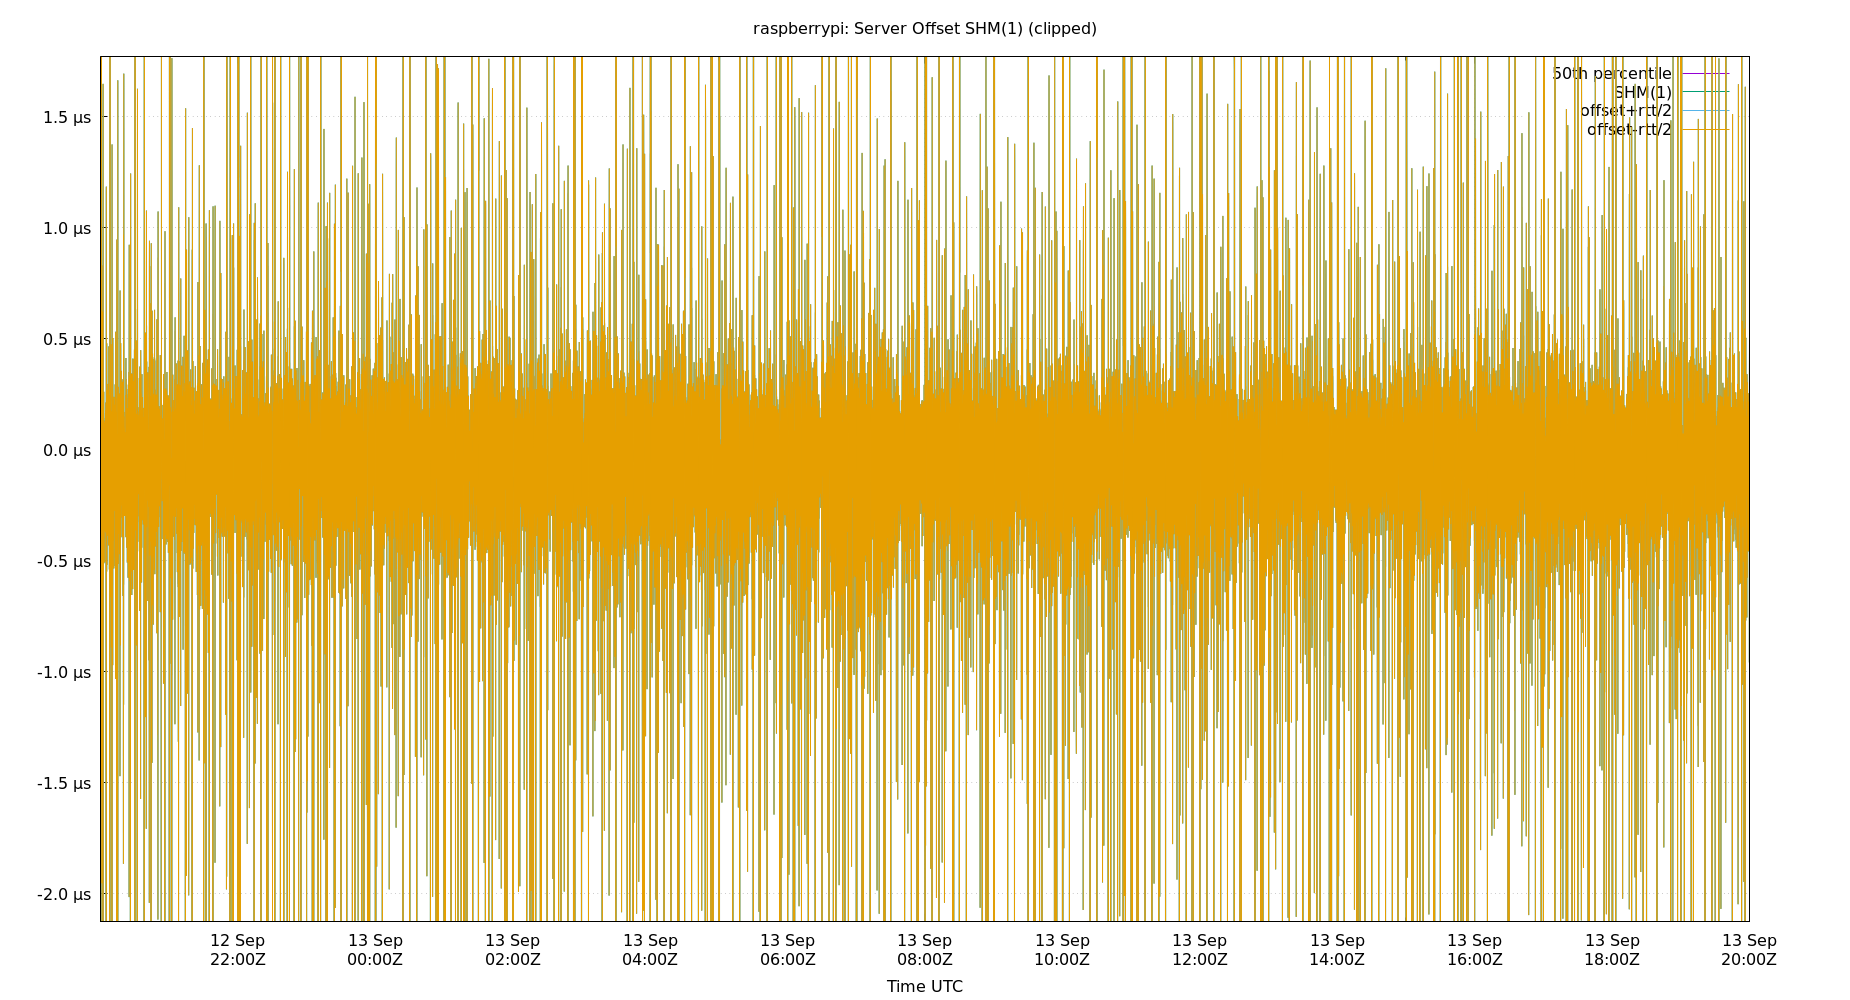 raspberrypi: Server Offset SHM(1) (clipped)
50th percentile
SHM(1)
offset+rtt/2
offset-rtt/2
1.5 µs
1.0 µs
0.5 µs
0.0 µs
-0.5 µs
-1.0 µs
-1.5 µs
-2.0 µs
12 Sep 13 Sep 13 Sep 13 Sep 13 Sep 13 Sep 13 Sep 13 Sep 13 Sep 13 Sep 13 Sep 13 Sep
22:00Z 00:00Z 02:00Z 04:00Z 06:00Z 08:00Z 10:00Z 12:00Z 14:00Z 16:00Z 18:00Z 20:00Z
Time UTC